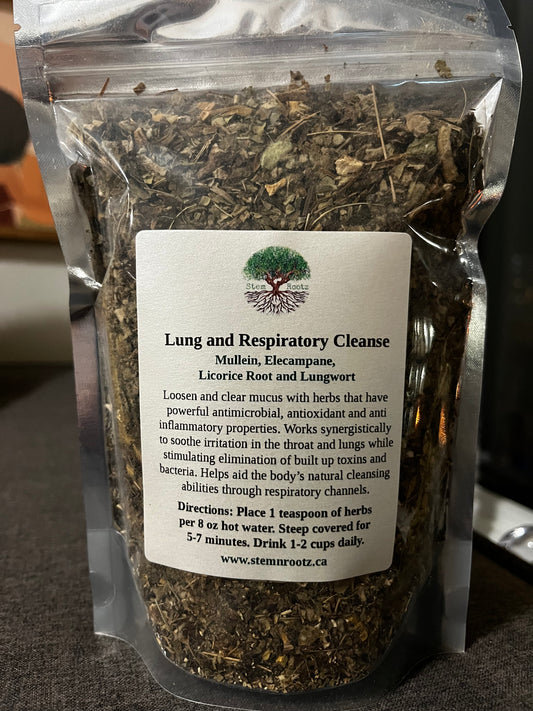 Stem Rootz
Lung and Respiratory Cleanse
Mullein, Elecampane,
Licorice Root and Lungwort
Loosen and clear mucus with herbs that have
powerful antimicrobial, antioxidant and anti
inflammatory properties. Works synergistically
to soothe irritation in the throat and lungs while
stimulating elimination of built up toxins and
bacteria. Helps aid the body's natural cleansing
abilities through respiratory channels.
Directions: Place 1 teaspoon of herbs
per 8 oz hot water. Steep covered for
5-7 minutes. Drink 1-2 cups daily.
www.stemnrootz.ca